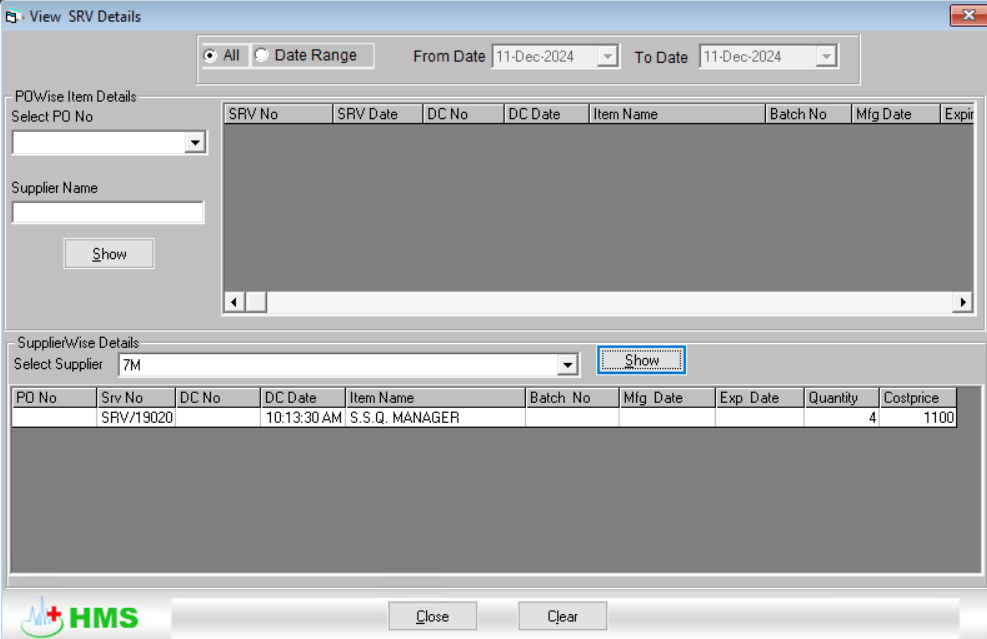 View SRV Details
All Date Range From Date 11-Dec-2024 To Date 11-Dec-2024
POWise Item Details
Select PO No
SRV No SRV Date DC No DC Date Item Name Batch No Mfg Date Expir
Supplier Name
Show
SupplierWise Details
Select Supplier 7M Show
PO No Srv No DC No DC Date Item Name Batch No Mfg Date Exp Date Quantity Costprice
SRV/19020 10:13:30 AM S.S.Q. MANAGER 4 1100
HMS Close Clear